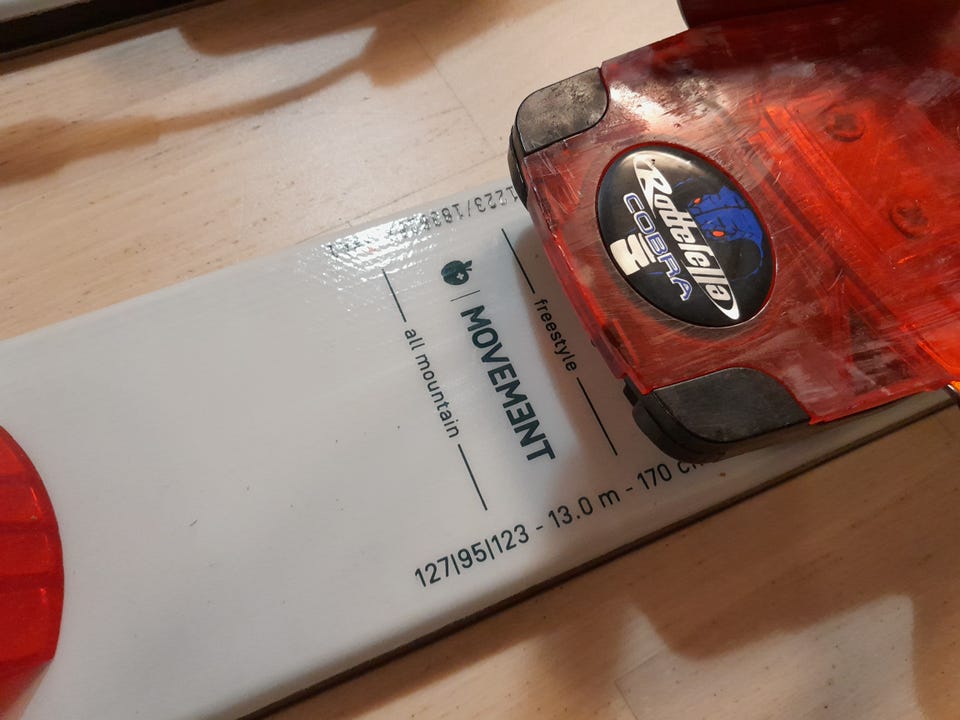 Rottefella
COBRA
freestyle
MOVEMENT
all mountain
127|95|123 - 13.0 m - 170